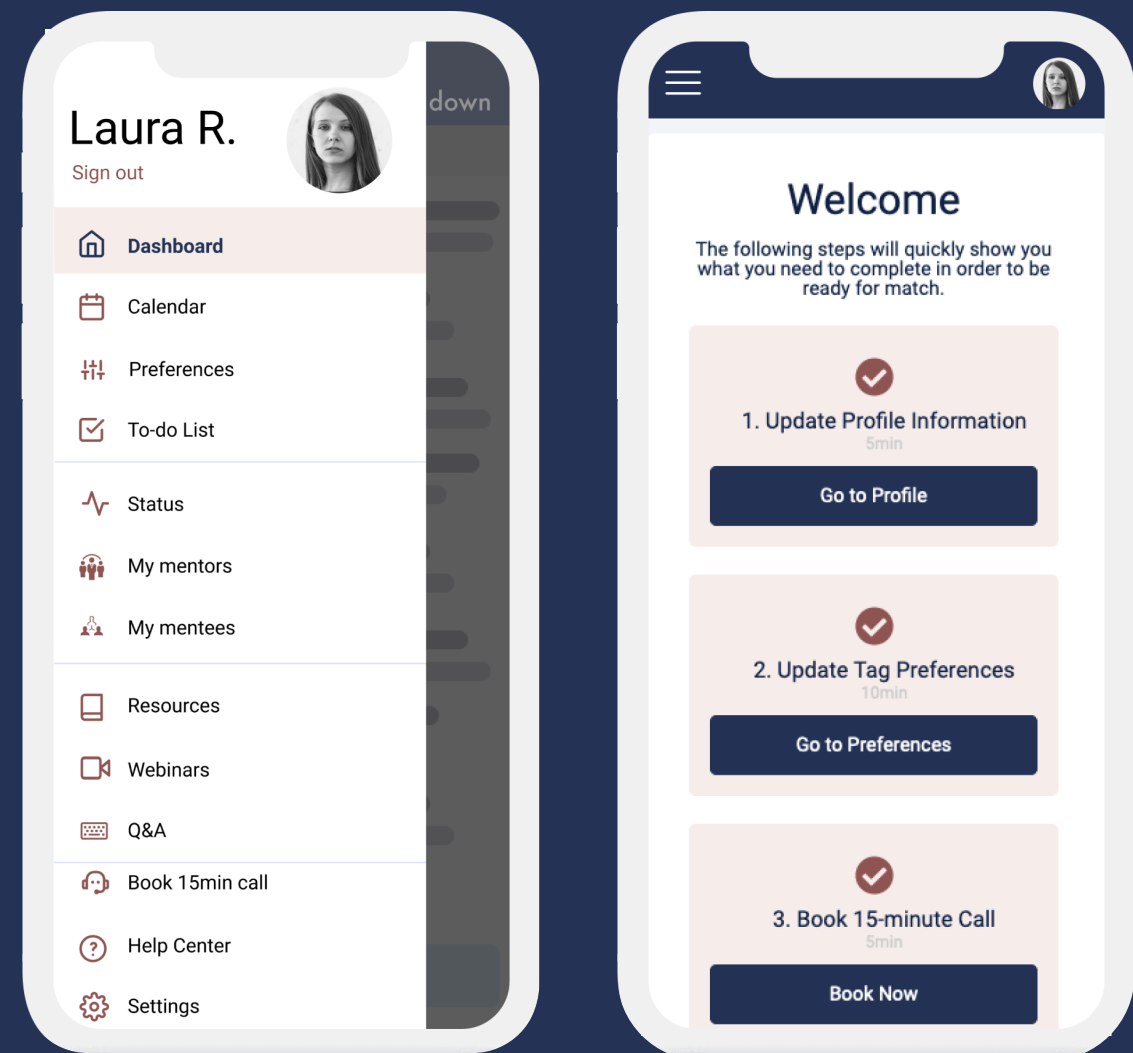 down
Laura R.
Sign out
Dashboard
Calendar
Preferences
To-do List
Status
My mentors
My mentees
Resources
Webinars
Q&A
Book 15min call
Help Center
Settings
Welcome
The following steps will quickly show you
what you need to complete in order to be
ready for match.
1. Update Profile Information
5min
Go to Profile
2. Update Tag Preferences
10min
Go to Preferences
3. Book 15-minute Call
5min
Book Now